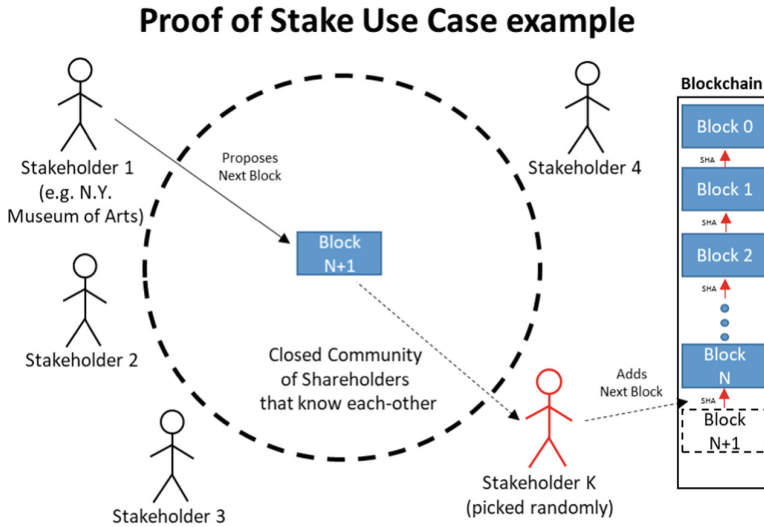 Proof of Stake Use Case example
Stakeholder 1
(e.g. N.Y.
Museum of Arts)
Proposes
Next Block
Stakeholder 4
Block
N+1
Stakeholder 2
Closed Community
of Shareholders
that know each-other
Stakeholder 3
Stakeholder K
(picked randomly)
Adds
Next Block
Blockchain
Block 0
SHA
Block 1
SHA
Block 2
SHA
Block
N
SHA
Block
N+1